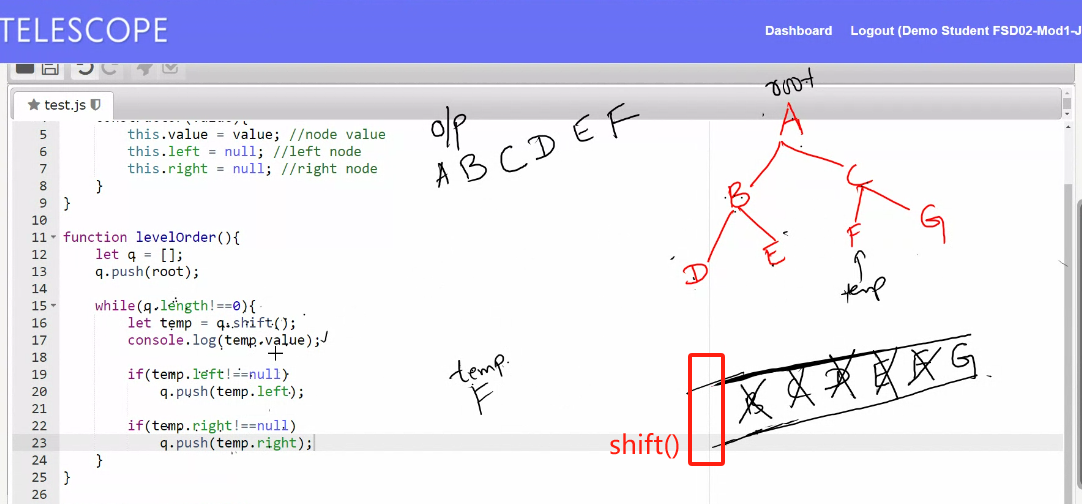 TELESCOPE
Dashboard Logout (Demo Student FSD02-Mod1-J
test.js
5 this.value = value; //node value
6 this.left = null; //left node
7 this.right = null; //right node
8 }
9 }
10
11 function levelOrder(){
12 let q = [];
13 q.push(root);
14
15 while(q.length!==0){
16 let temp = q.shift();
17 console.log(temp.value);
18
19 if(temp.left!==null)
20 q.push(temp.left);
21
22 if(temp.right!==null)
23 q.push(temp.right);
24 }
25 }
26
O/P
A B C D E F
root
A
B C
D E F G
temp
temp.
F
B C D E F G
shift()